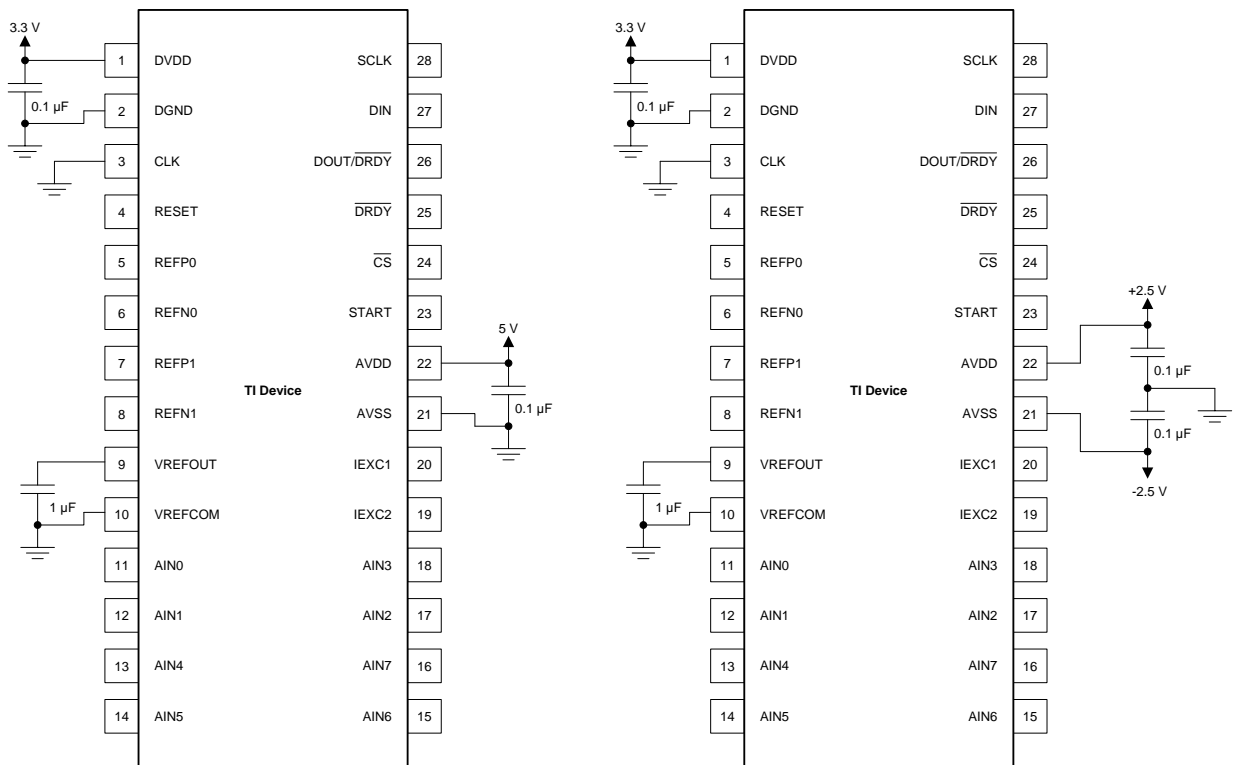 3.3 V
1 DVDD SCLK 28
0.1 µF
2 DGND DIN 27
3 CLK DOUT/DRDY 26
4 RESET DRDY 25
5 REFP0 CS 24
6 REFN0 START 23
5 V
7 REFP1 AVDD 22
TI Device
0.1 µF
8 REFN1 AVSS 21
9 VREFOUT IEXC1 20
1 µF
10 VREFCOM IEXC2 19
11 AIN0 AIN3 18
12 AIN1 AIN2 17
13 AIN4 AIN7 16
14 AIN5 AIN6 15
3.3 V
1 DVDD SCLK 28
0.1 µF
2 DGND DIN 27
3 CLK DOUT/DRDY 26
4 RESET DRDY 25
5 REFP0 CS 24
+2.5 V
6 REFN0 START 23
7 REFP1 AVDD 22
0.1 µF
TI Device
8 REFN1 AVSS 21
0.1 µF
9 VREFOUT IEXC1 20
-2.5 V
1 µF
10 VREFCOM IEXC2 19
11 AIN0 AIN3 18
12 AIN1 AIN2 17
13 AIN4 AIN7 16
14 AIN5 AIN6 15